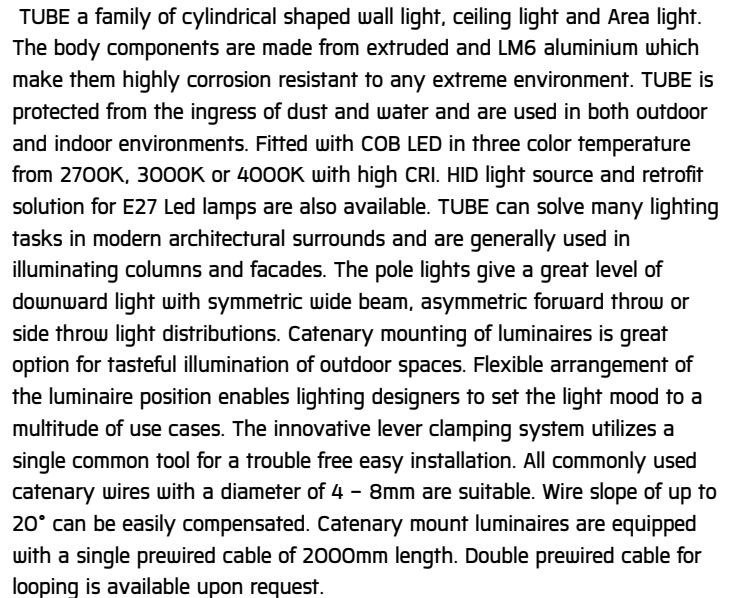 TUBE a family of cylindrical shaped wall light, ceiling light and Area light.
The body components are made from extruded and LM6 aluminium which
make them highly corrosion resistant to any extreme environment. TUBE is
protected from the ingress of dust and water and are used in both outdoor
and indoor environments. Fitted with COB LED in three color temperature
from 2700K, 3000K or 4000K with high CRI. HID light source and retrofit
solution for E27 Led lamps are also available. TUBE can solve many lighting
tasks in modern architectural surrounds and are generally used in
illuminating columns and facades. The pole lights give a great level of
downward light with symmetric wide beam, asymmetric forward throw or
side throw light distributions. Catenary mounting of luminaires is great
option for tasteful illumination of outdoor spaces. Flexible arrangement of
the luminaire position enables lighting designers to set the light mood to a
multitude of use cases. The innovative lever clamping system utilizes a
single common tool for a trouble free easy installation. All commonly used
catenary wires with a diameter of 4 – 8mm are suitable. Wire slope of up to
20° can be easily compensated. Catenary mount luminaires are equipped
with a single prewired cable of 2000mm length. Double prewired cable for
looping is available upon request.